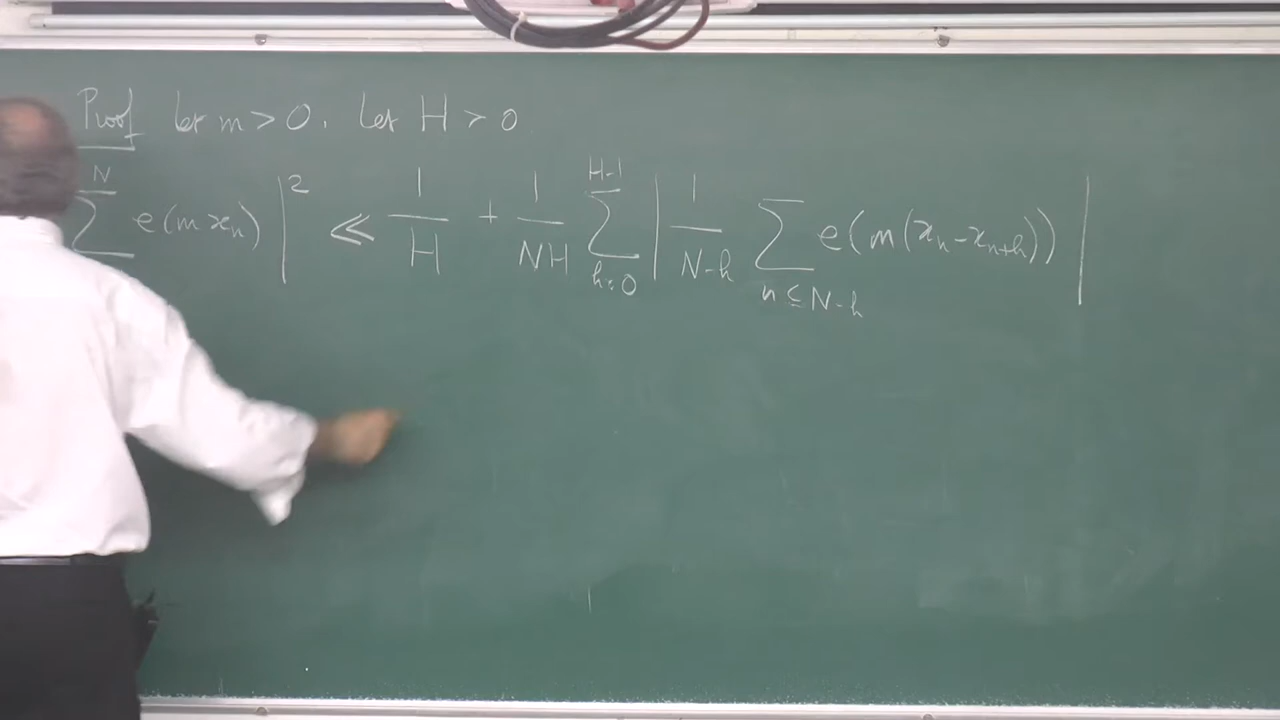 Proof let m > 0. Let H > 0
∑^N e(m x_n) |^2 ≪ 1/H + 1/NH ∑_{h=0}^{H-1} | 1/N-h ∑_{n≤N-h} e(m(x_n - x_{n+h})) |